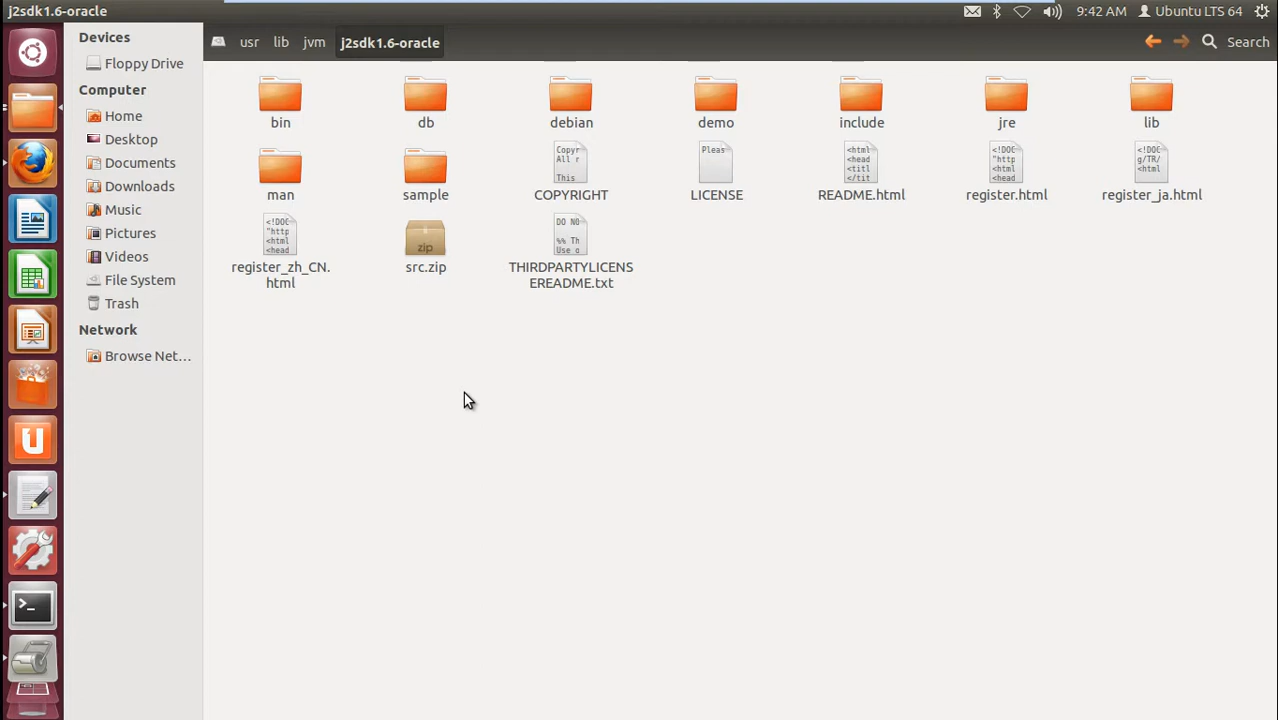 j2sdk1.6-oracle
9:42 AM
Ubuntu LTS 64
Devices
Floppy Drive
Computer
Home
Desktop
Documents
Downloads
Music
Pictures
Videos
File System
Trash
Network
Browse Net…
usr
lib
jvm
j2sdk1.6-oracle
Search
bin
db
debian
demo
include
jre
lib
man
sample
COPYRIGHT
LICENSE
README.html
register.html
register_ja.html
register_zh_CN.
html
zip
src.zip
THIRDPARTYLICENS
EREADME.txt